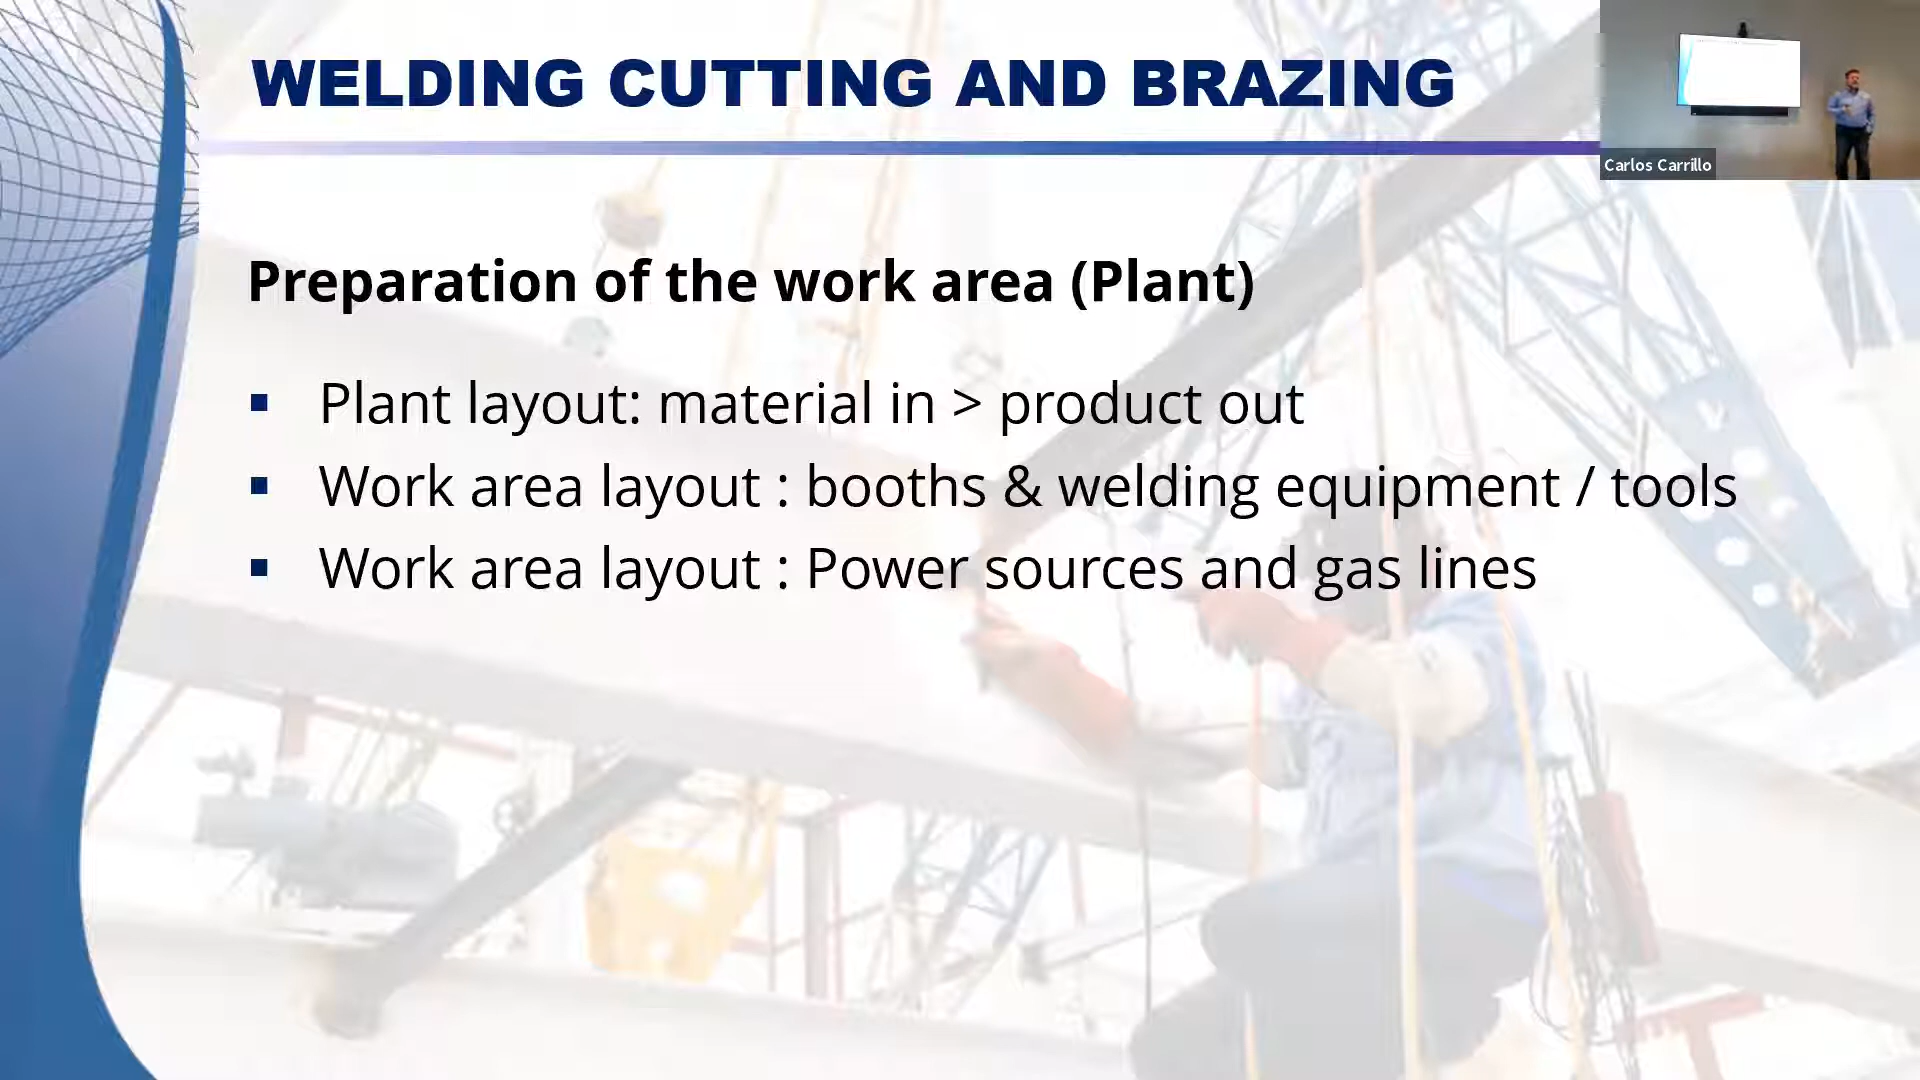 WELDING CUTTING AND BRAZING
Carlos Carrillo
Preparation of the work area (Plant)
▪ Plant layout: material in > product out
▪ Work area layout : booths & welding equipment / tools
▪ Work area layout : Power sources and gas lines